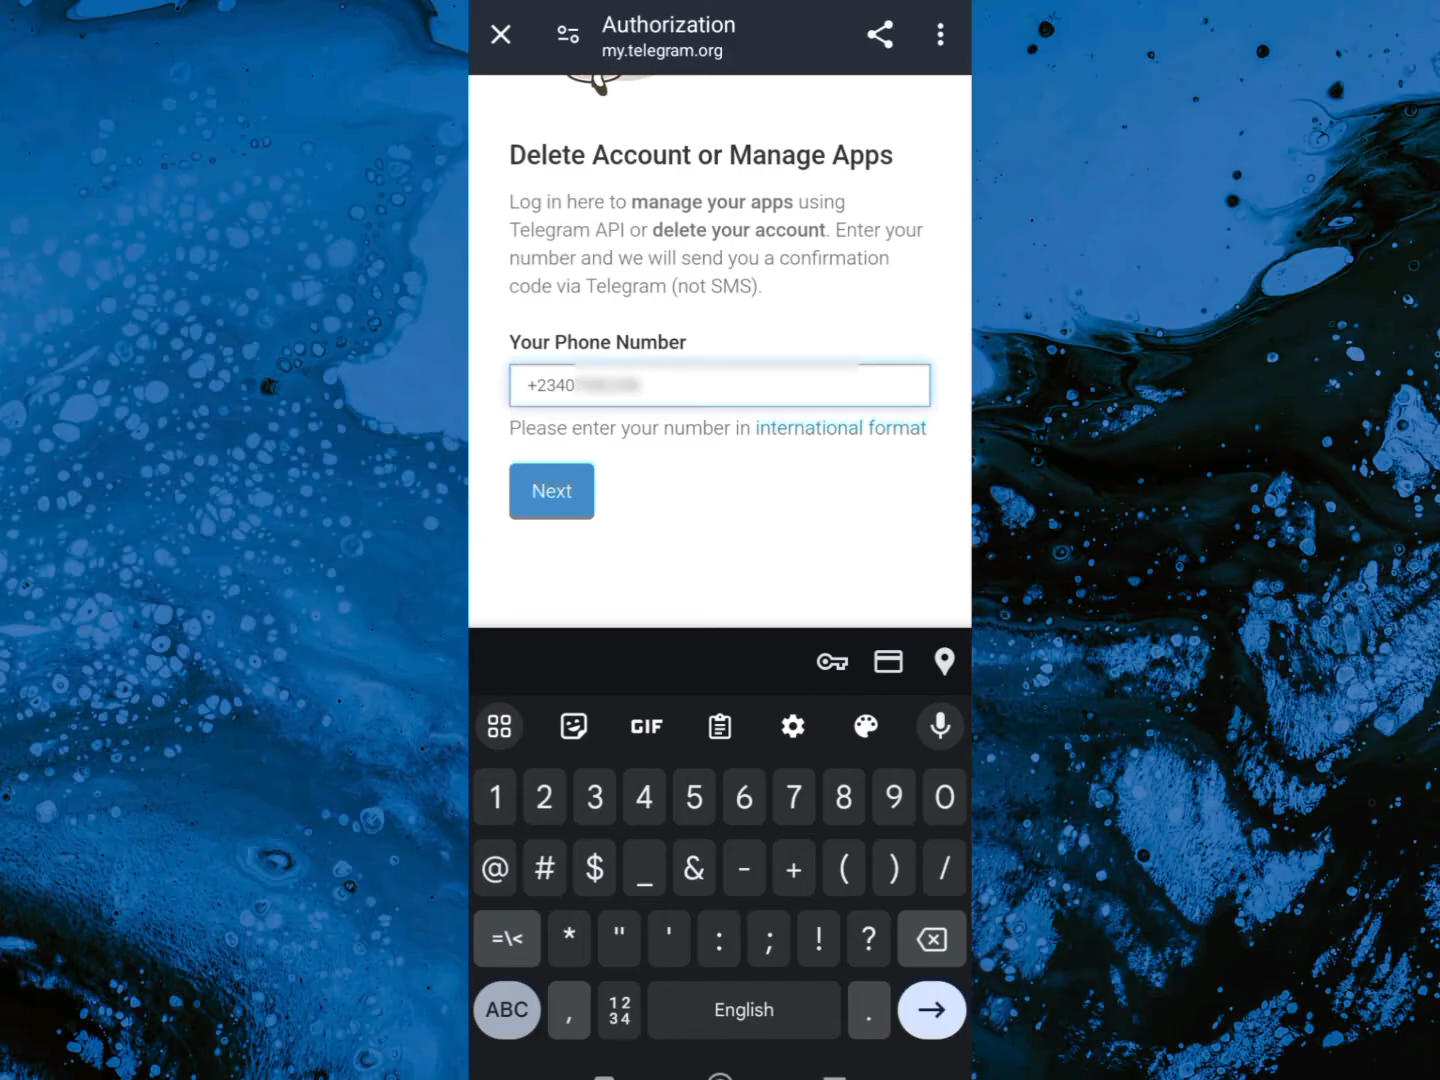 Authorization
my.telegram.org
Delete Account or Manage Apps
Log in here to manage your apps using
Telegram API or delete your account. Enter your
number and we will send you a confirmation
code via Telegram (not SMS).
Your Phone Number
+2340
Please enter your number in international format
Next
GIF
1 2 3 4 5 6 7 8 9 0
@ # $ _ & - + ( ) /
=\< * " ' : ; ! ?
ABC , 12 34 English .